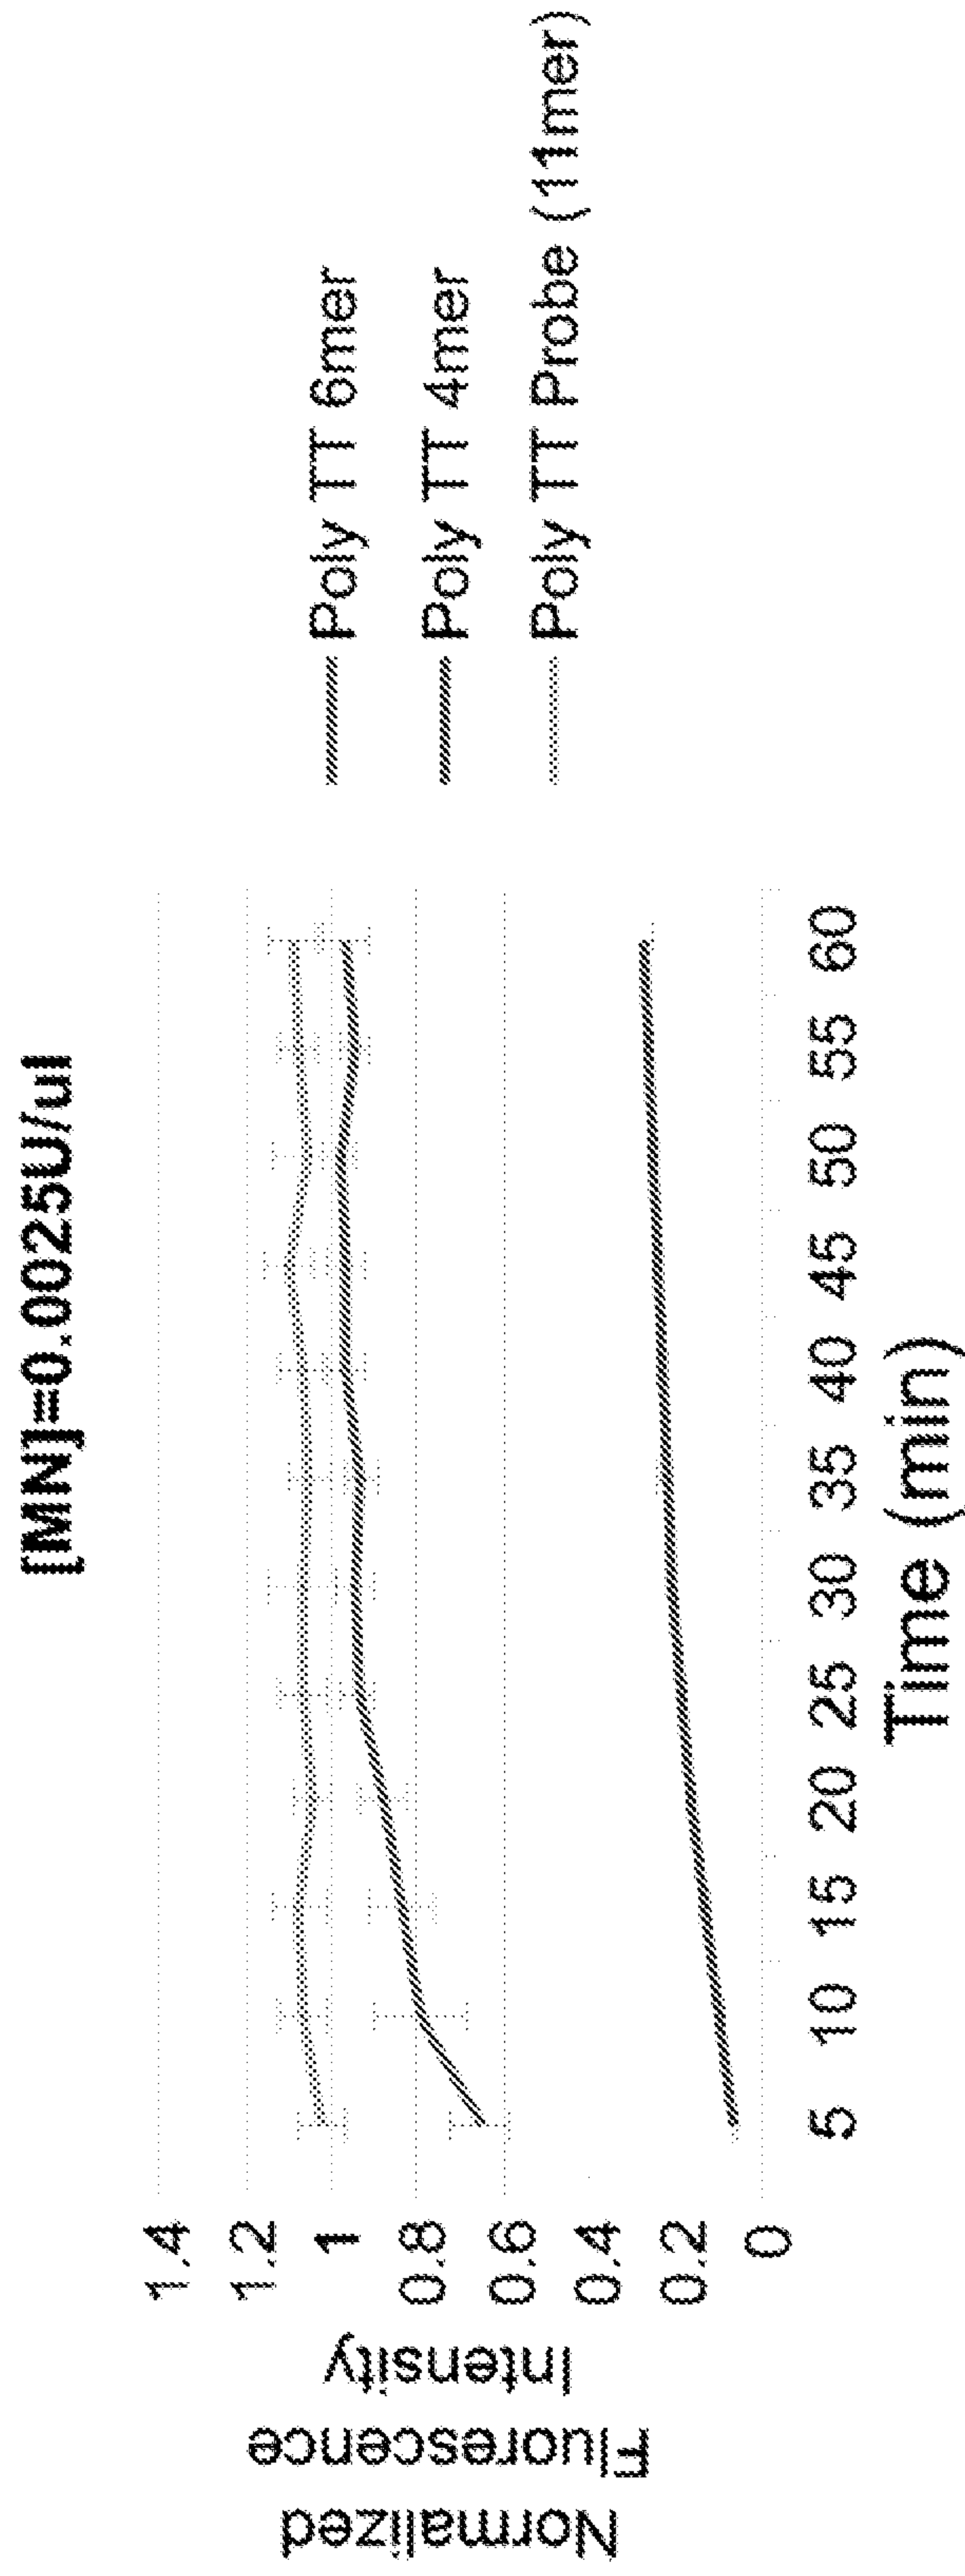 [MN]=0.0025U/ul
Normalized
Fluorescence
Intensity
1.4
1.2
1
0.8
0.6
0.4
0.2
0
5 10 15 20 25 30 35 40 45 50 55 60
Time (min)
Poly TT 6mer
Poly TT 4mer
Poly TT Probe (11mer)